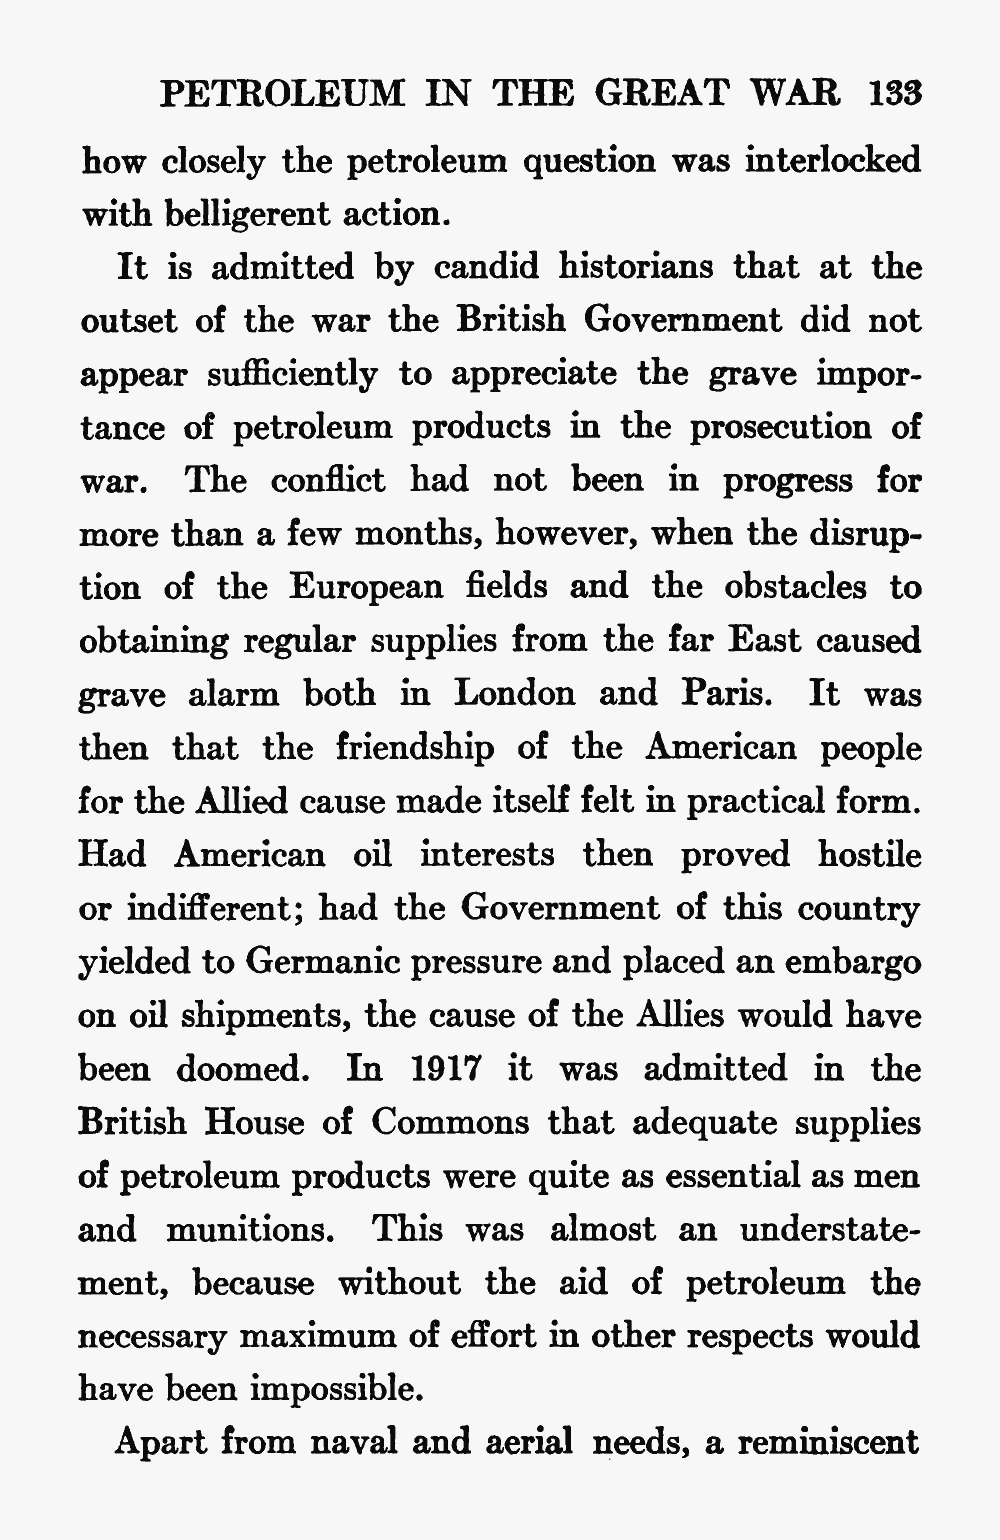 PETROLEUM IN THE GREAT WAR 133
how closely the petroleum question was interlocked
with belligerent action.
It is admitted by candid historians that at the
outset of the war the British Government did not
appear sufficiently to appreciate the grave impor-
tance of petroleum products in the prosecution of
war. The conflict had not been in progress for
more than a few months, however, when the disrup-
tion of the European fields and the obstacles to
obtaining regular supplies from the far East caused
grave alarm both in London and Paris. It was
then that the friendship of the American people
for the Allied cause made itself felt in practical form.
Had American oil interests then proved hostile
or indifferent; had the Government of this country
yielded to Germanic pressure and placed an embargo
on oil shipments, the cause of the Allies would have
been doomed. In 1917 it was admitted in the
British House of Commons that adequate supplies
of petroleum products were quite as essential as men
and munitions. This was almost an understate-
ment, because without the aid of petroleum the
necessary maximum of effort in other respects would
have been impossible.
Apart from naval and aerial needs, a reminiscent